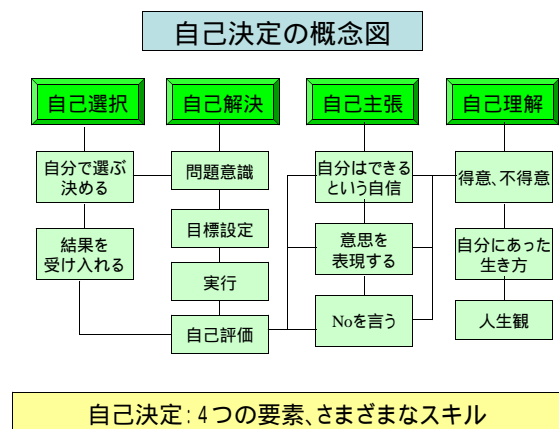 自己決定の概念図
自己選択
自己解決
自己主張
自己理解
自分で選ぶ
決める
問題意識
自分はできる
という自信
得意、不得意
結果を
受け入れる
目標設定
意思を
表現する
自分にあった
生き方
実行
Noを言う
人生観
自己評価
自己決定:4つの要素、さまざまなスキル